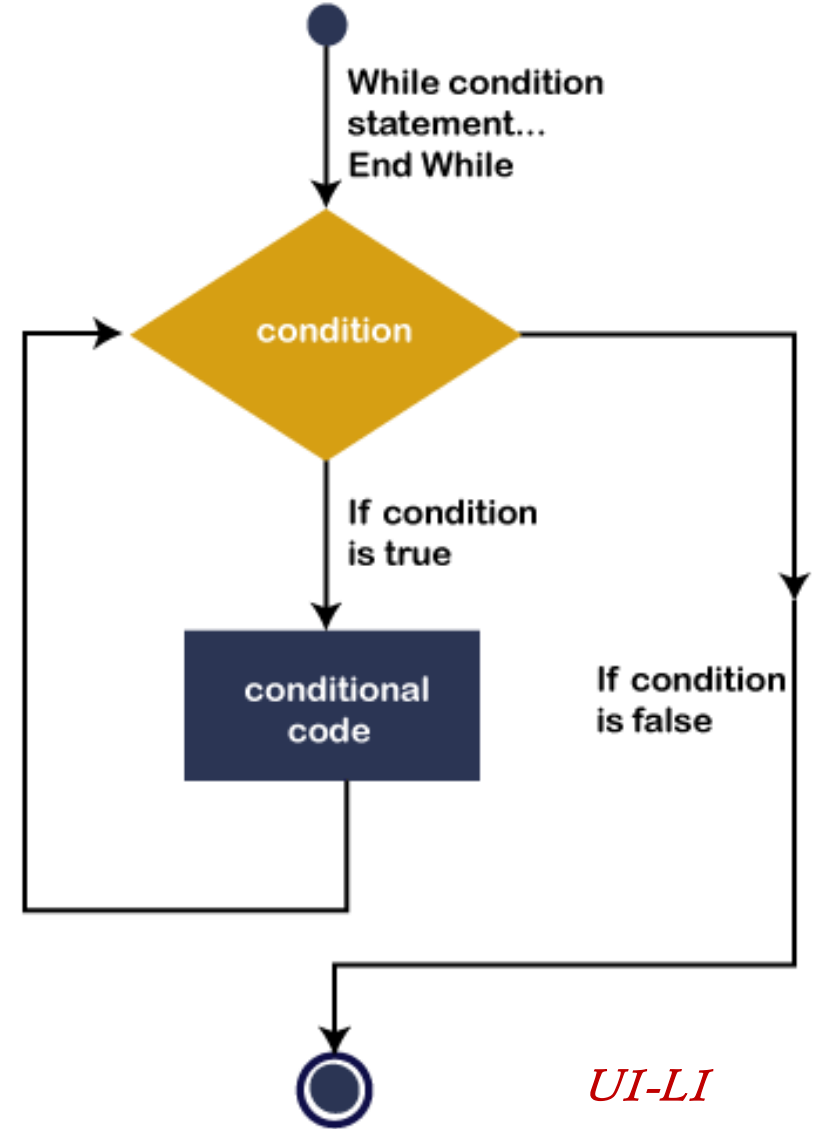 While condition
statement...
End While
condition
If condition
is true
conditional
code
If condition
is false
UI-LI